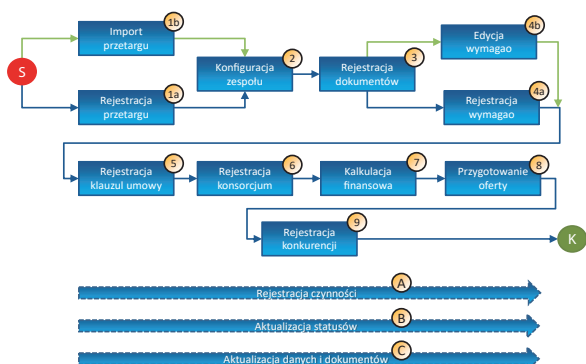 1b
Import
przetargu
4b
Edycja
wymagao
S
2
Konfiguracja
zespołu
3
Rejestracja
dokumentów
1a
Rejestracja
przetargu
4a
Rejestracja
wymagao
5
Rejestracja
klauzul umowy
6
Rejestracja
konsorcjum
7
Kalkulacja
finansowa
8
Przygotowanie
oferty
9
Rejestracja
konkurencji
K
A
Rejestracja czynności
B
Aktualizacja statusów
C
Aktualizacja danych i dokumentów